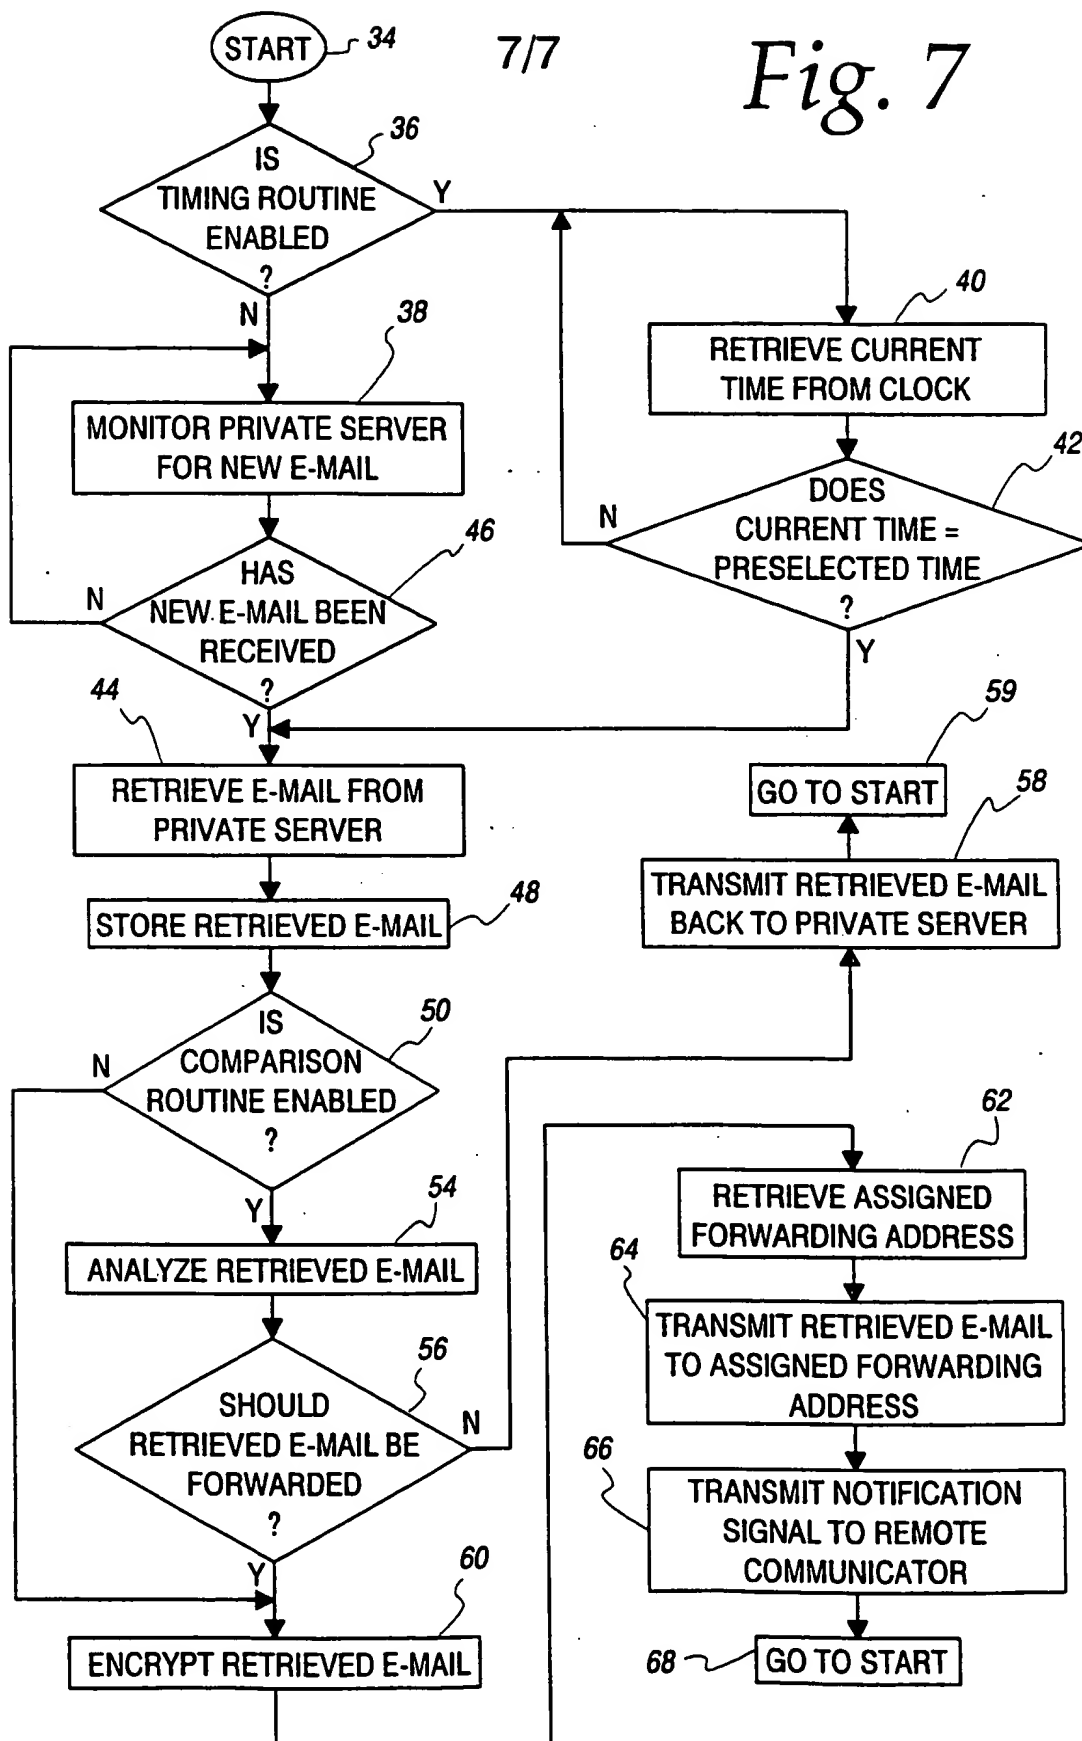 START
34
7/7
Fig. 7
36
IS
TIMING ROUTINE
ENABLED
?
Y
N
38
MONITOR PRIVATE SERVER
FOR NEW E-MAIL
40
RETRIEVE CURRENT
TIME FROM CLOCK
42
DOES
CURRENT TIME =
PRESELECTED TIME
?
N
Y
46
HAS
NEW E-MAIL BEEN
RECEIVED
?
N
Y
44
RETRIEVE E-MAIL FROM
PRIVATE SERVER
48
STORE RETRIEVED E-MAIL
50
IS
COMPARISON
ROUTINE ENABLED
?
N
Y
54
ANALYZE RETRIEVED E-MAIL
56
SHOULD
RETRIEVED E-MAIL BE
FORWARDED
?
N
Y
59
GO TO START
58
TRANSMIT RETRIEVED E-MAIL
BACK TO PRIVATE SERVER
60
ENCRYPT RETRIEVED E-MAIL
62
RETRIEVE ASSIGNED
FORWARDING ADDRESS
64
TRANSMIT RETRIEVED E-MAIL
TO ASSIGNED FORWARDING
ADDRESS
66
TRANSMIT NOTIFICATION
SIGNAL TO REMOTE
COMMUNICATOR
68
GO TO START